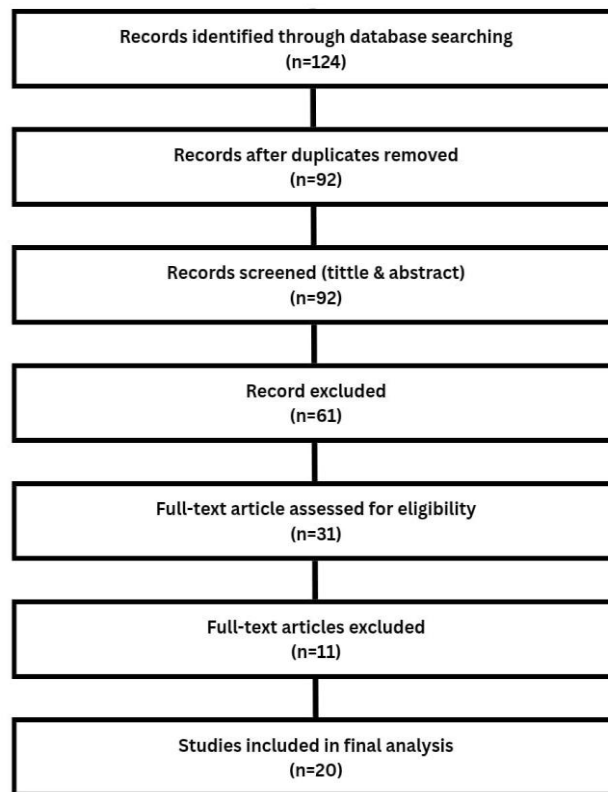 Records identified through database searching
(n=124)
Records after duplicates removed
(n=92)
Records screened (tittle & abstract)
(n=92)
Record excluded
(n=61)
Full-text article assessed for eligibility
(n=31)
Full-text articles excluded
(n=11)
Studies included in final analysis
(n=20)